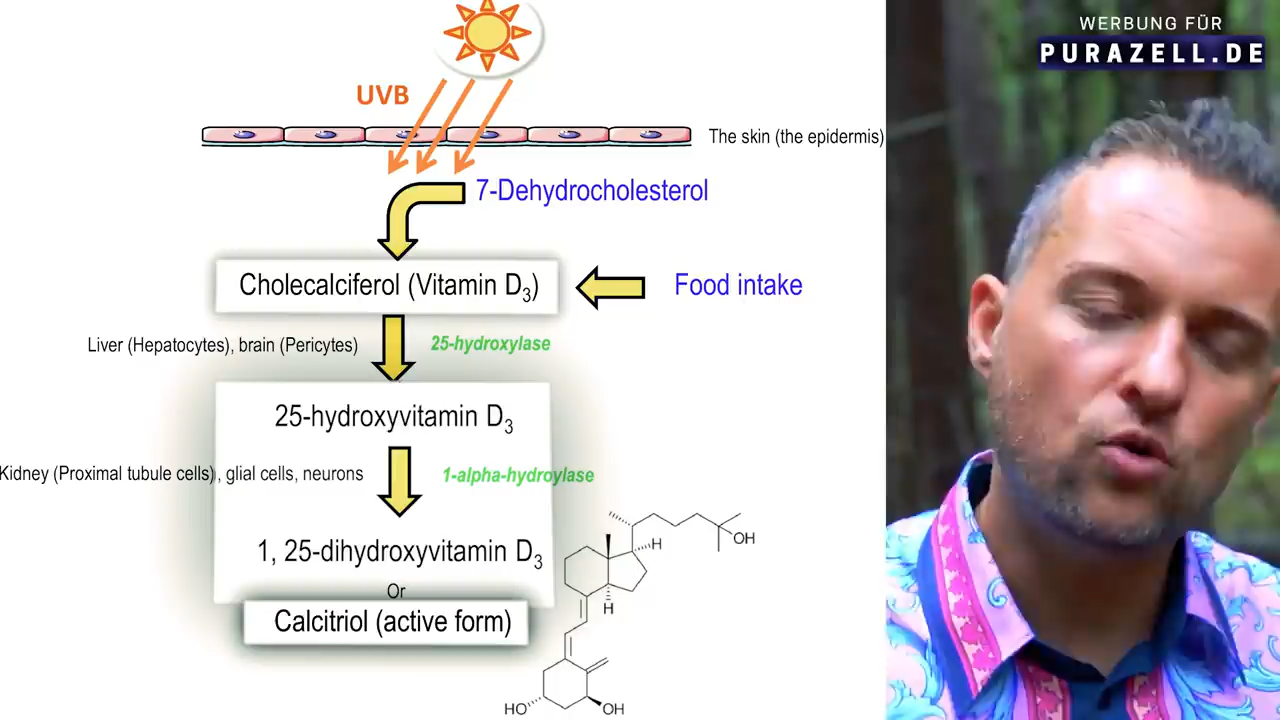 WERBUNG FÜR
PURAZELL.DE
UVB
The skin (the epidermis)
7-Dehydrocholesterol
Cholecalciferol (Vitamin D3)
Food intake
Liver (Hepatocytes), brain (Pericytes)
25-hydroxylase
25-hydroxyvitamin D3
Kidney (Proximal tubule cells), glial cells, neurons
1-alpha-hydroylase
1, 25-dihydroxyvitamin D3
Or
Calcitriol (active form)
OH
H
H
HO
OH